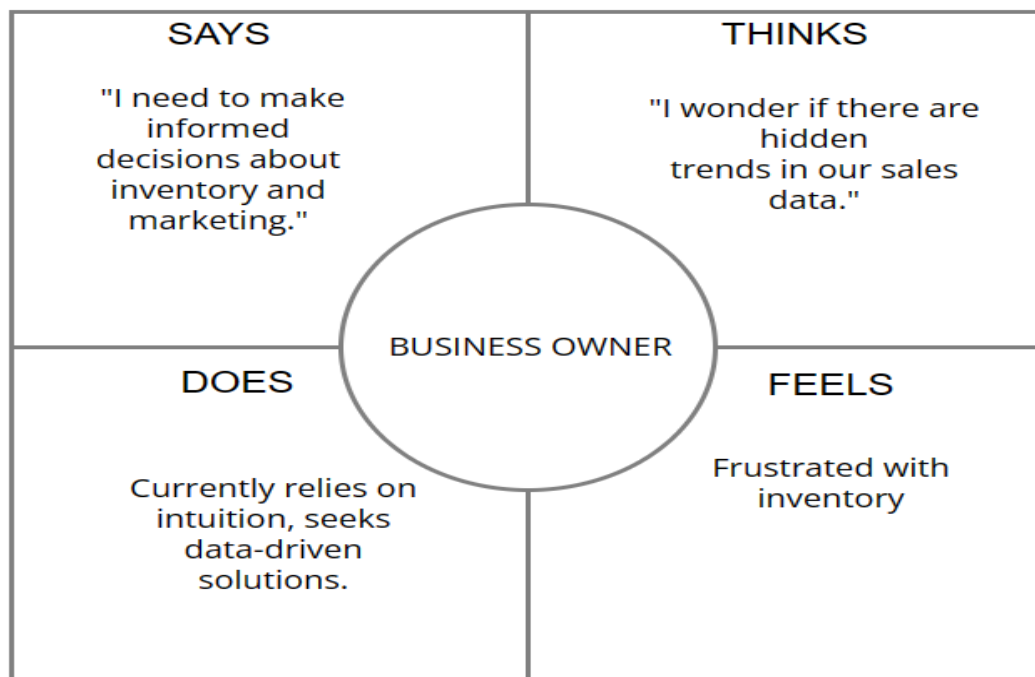 SAYS
"I need to make
informed
decisions about
inventory and
marketing."
THINKS
"I wonder if there are
hidden
trends in our sales
data."
BUSINESS OWNER
DOES
Currently relies on
intuition, seeks
data-driven
solutions.
FEELS
Frustrated with
inventory